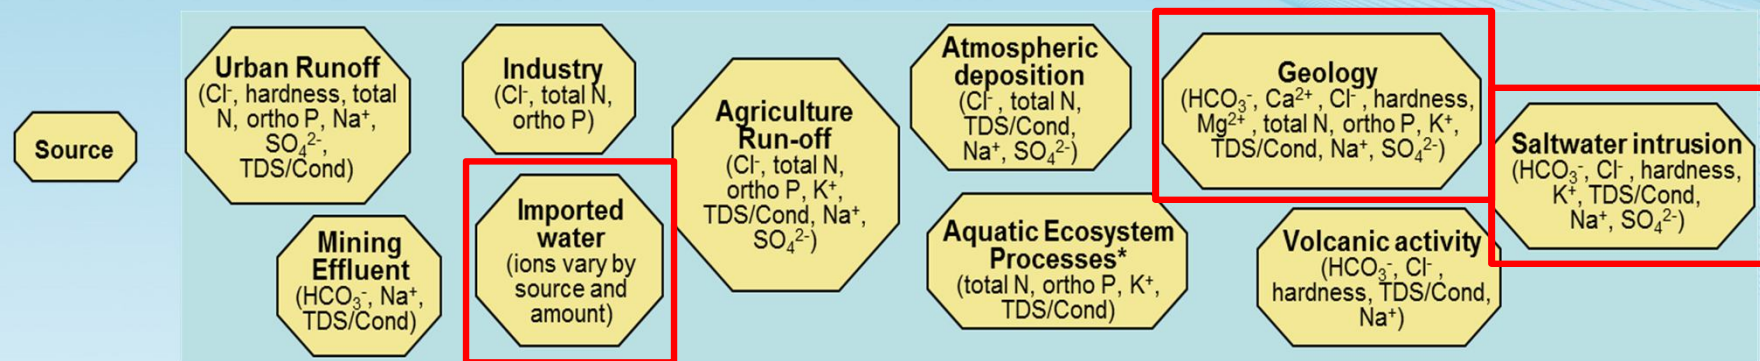 Source
Urban Runoff
(Cl⁻, hardness, total
N, ortho P, Na⁺,
SO₄²⁻,
TDS/Cond)
Mining
Effluent
(HCO₃⁻, Na⁺,
TDS/Cond)
Industry
(Cl⁻, total N,
ortho P)
Imported
water
(ions vary by
source and
amount)
Agriculture
Run-off
(Cl⁻, total N,
ortho P, K⁺,
TDS/Cond, Na⁺,
SO₄²⁻)
Atmospheric
deposition
(Cl⁻, total N,
TDS/Cond,
Na⁺, SO₄²⁻)
Aquatic Ecosystem
Processes*
(total N, ortho P, K⁺,
TDS/Cond)
Geology
(HCO₃⁻, Ca²⁺, Cl⁻, hardness,
Mg²⁺, total N, ortho P, K⁺,
TDS/Cond, Na⁺, SO₄²⁻)
Volcanic activity
(HCO₃⁻, Cl⁻,
hardness, TDS/Cond,
Na⁺)
Saltwater intrusion
(HCO₃⁻, Cl⁻, hardness,
K⁺, TDS/Cond,
Na⁺, SO₄²⁻)